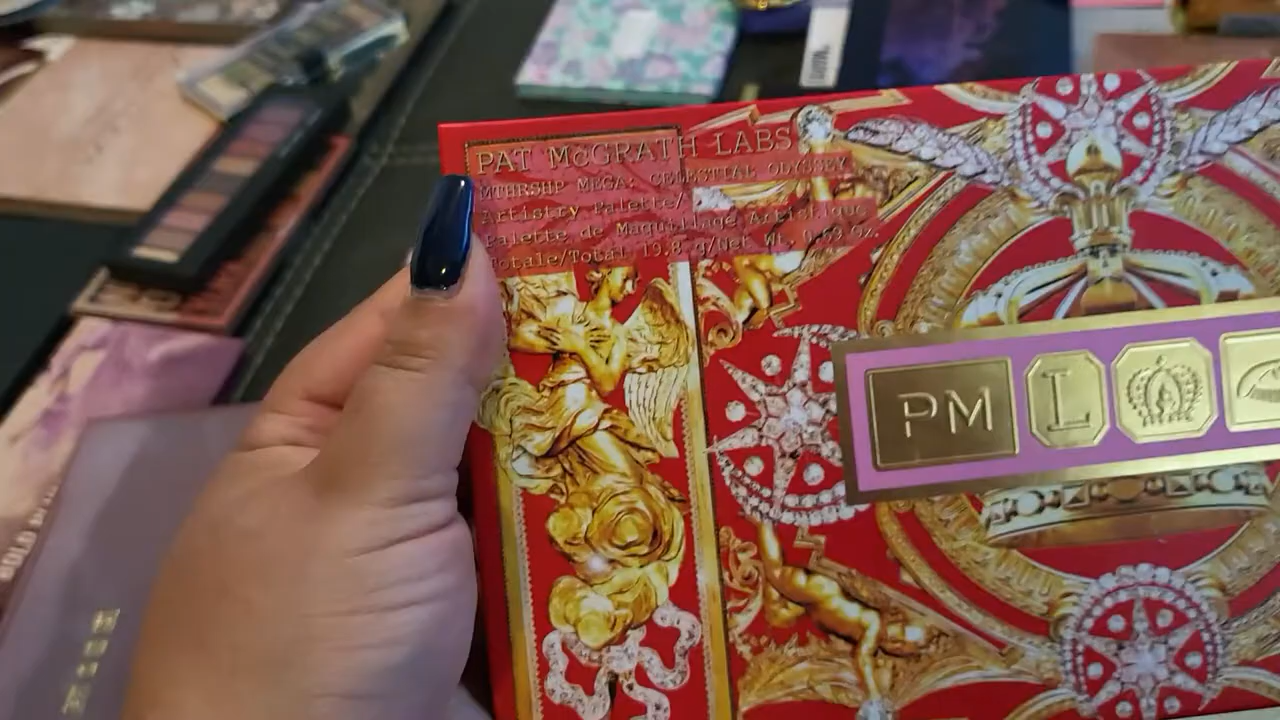 PAT McGRATH LABS
MTHRSHP MEGA: CELESTIAL ODYSSEY
Artistry Palette/
Palette de Maquillage Artistique
Totale/Total 19.8 g/Net Wt. 0.69 oz.
PM L